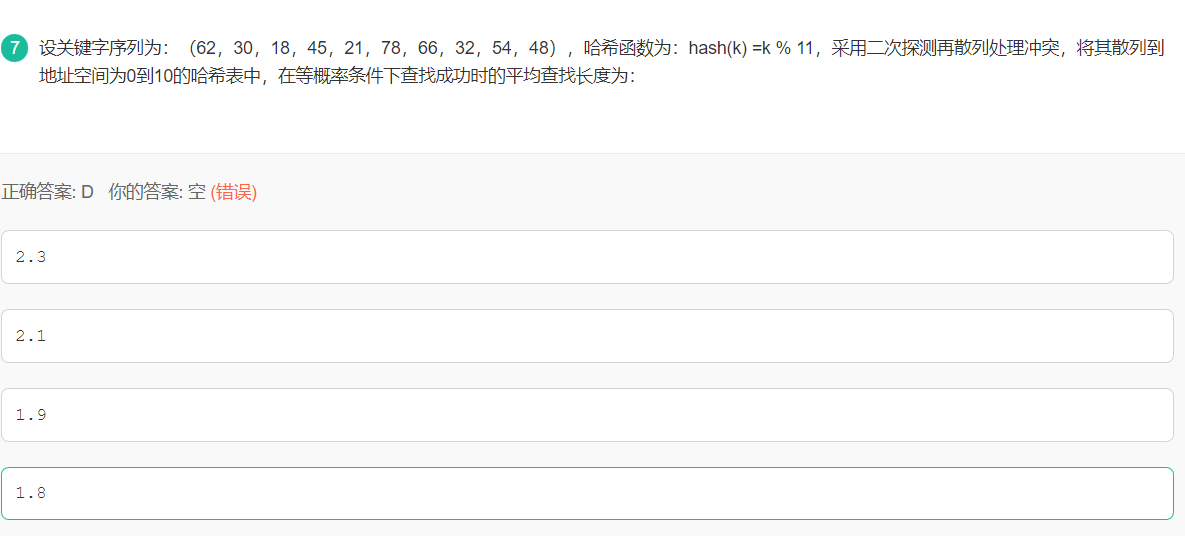 7 设关键字序列为：（62，30，18，45，21，78，66，32，54，48），哈希函数为：hash(k) =k % 11，采用二次探测再散列处理冲突，将其散列到
地址空间为0到10的哈希表中，在等概率条件下查找成功时的平均查找长度为：
正确答案: D 你的答案: 空 (错误)
2.3
2.1
1.9
1.8